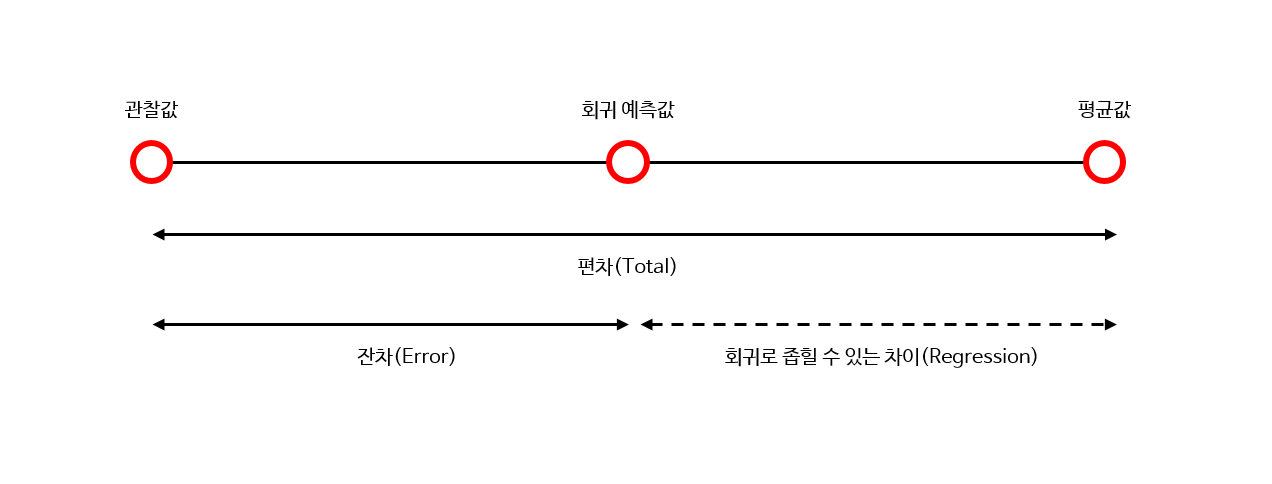 관찰값
회귀 예측값
평균값
편차(Total)
잔차(Error)
회귀로 좁힐 수 있는 차이(Regression)